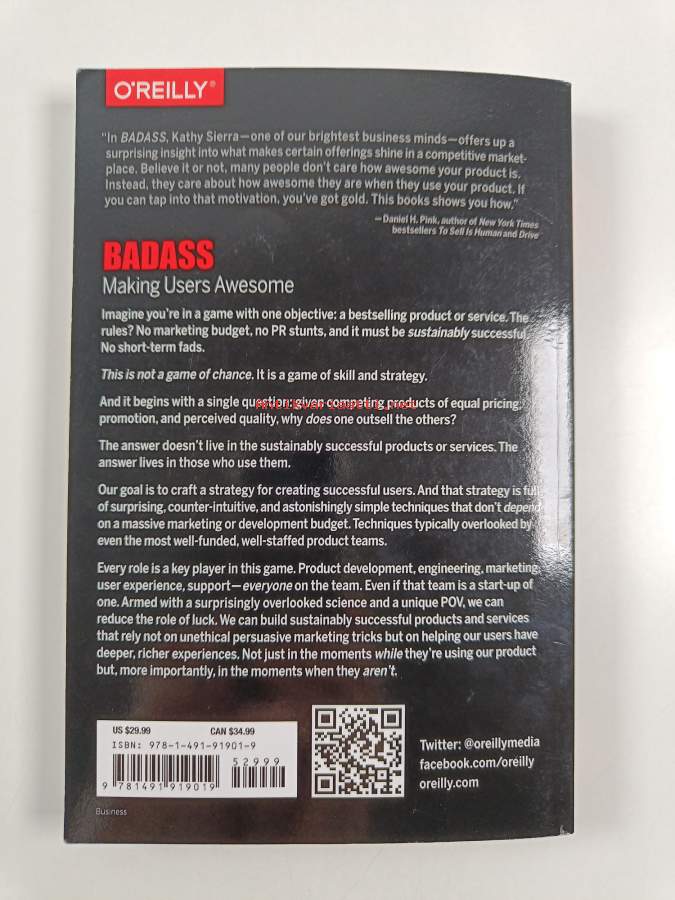 O'REILLY®
"In BADASS, Kathy Sierra—one of our brightest business minds—offers up a
surprising insight into what makes certain offerings shine in a competitive market-
place. Believe it or not, many people don't care how awesome your product is.
Instead, they care about how awesome they are when they use your product. If
you can tap into that motivation, you've got gold. This books shows you how."
—Daniel H. Pink, author of New York Times
bestsellers To Sell Is Human and Drive
BADASS
Making Users Awesome
Imagine you're in a game with one objective: a bestselling product or service. The
rules? No marketing budget, no PR stunts, and it must be sustainably successful.
No short-term fads.
This is not a game of chance. It is a game of skill and strategy.
And it begins with a single question: given competing products of equal pricing,
promotion, and perceived quality, why does one outsell the others?
The answer doesn't live in the sustainably successful products or services. The
answer lives in those who use them.
Our goal is to craft a strategy for creating successful users. And that strategy is full
of surprising, counter-intuitive, and astonishingly simple techniques that don't depend
on a massive marketing or development budget. Techniques typically overlooked by
even the most well-funded, well-staffed product teams.
Every role is a key player in this game. Product development, engineering, marketing,
user experience, support—everyone on the team. Even if that team is a start-up of
one. Armed with a surprisingly overlooked science and a unique POV, we can
reduce the role of luck. We can build sustainably successful products and services
that rely not on unethical persuasive marketing tricks but on helping our users have
deeper, richer experiences. Not just in the moments while they're using our product
but, more importantly, in the moments when they aren't.
US $29.99 CAN $34.99
ISBN: 978-1-491-91901-9
52999
9 781491 919019
Twitter: @oreillymedia
facebook.com/oreilly
oreilly.com
Business